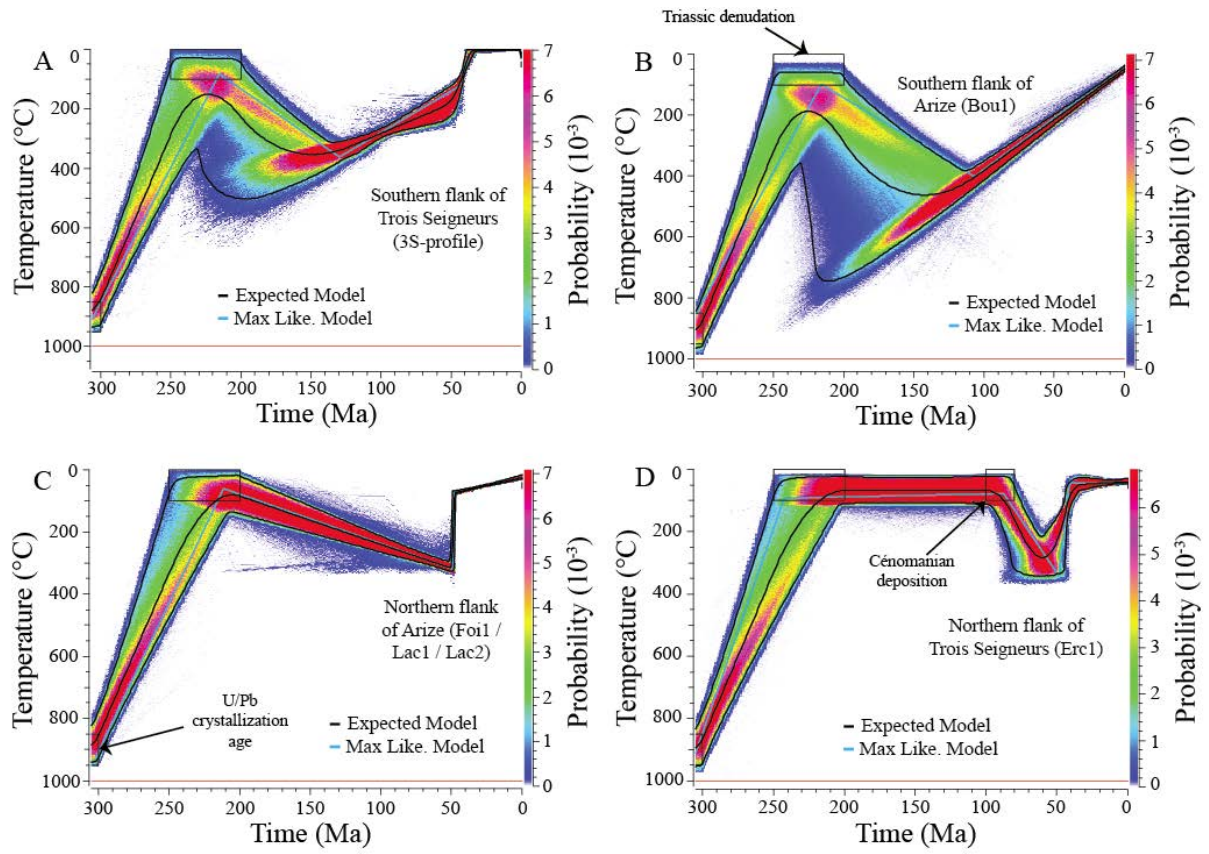 A
0
200
400
600
800
1000
Temperature (°C)
300
250
200
150
100
50
0
Time (Ma)
Southern flank of
Trois Seigneurs
(3S-profile)
Expected Model
Max Like. Model
7
6
5
4
3
2
1
0
Probability (10-3)
Triassic denudation
B
0
200
400
600
800
1000
Temperature (°C)
300
250
200
150
100
50
0
Time (Ma)
Southern flank of
Arize (Bou1)
Expected Model
Max Like. Model
7
6
5
4
3
2
1
0
Probability (10-3)
C
0
200
400
600
800
1000
Temperature (°C)
300
250
200
150
100
50
0
Time (Ma)
Northern flank
of Arize (Foi1 /
Lac1 / Lac2)
U/Pb
crystallization
age
Expected Model
Max Like. Model
7
6
5
4
3
2
1
0
Probability (10-3)
D
0
200
400
600
800
1000
Temperature (°C)
300
250
200
150
100
50
0
Time (Ma)
Cénomanian
deposition
Northern flank of
Trois Seigneurs (Erc1)
Expected Model
Max Like. Model
6
5
4
3
2
1
0
Probability (10-3)